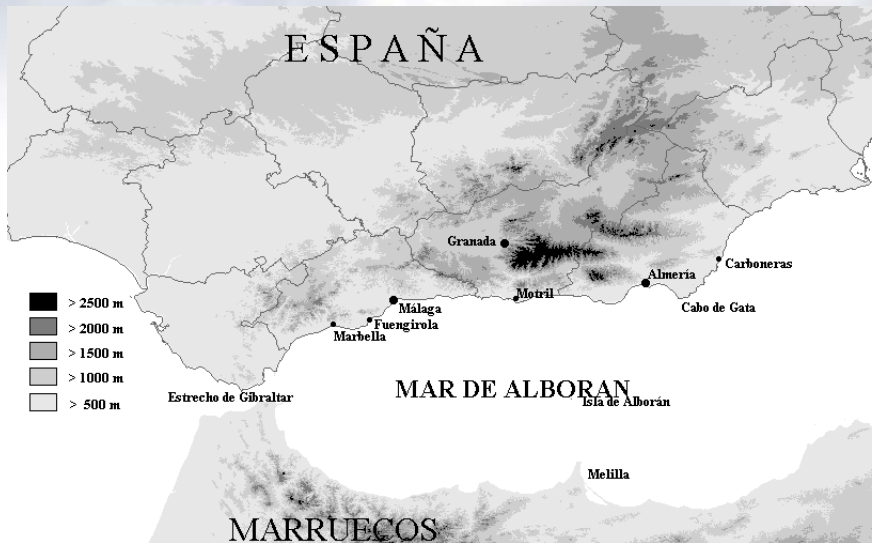 ESPAÑA
Granada
Carboneras
Almería
Motril
Cabo de Gata
Málaga
Fuengirola
Marbella
> 2500 m
> 2000 m
> 1500 m
> 1000 m
> 500 m
Estrecho de Gibraltar
MAR DE ALBORAN
Isla de Alborán
Melilla
MARRUECOS